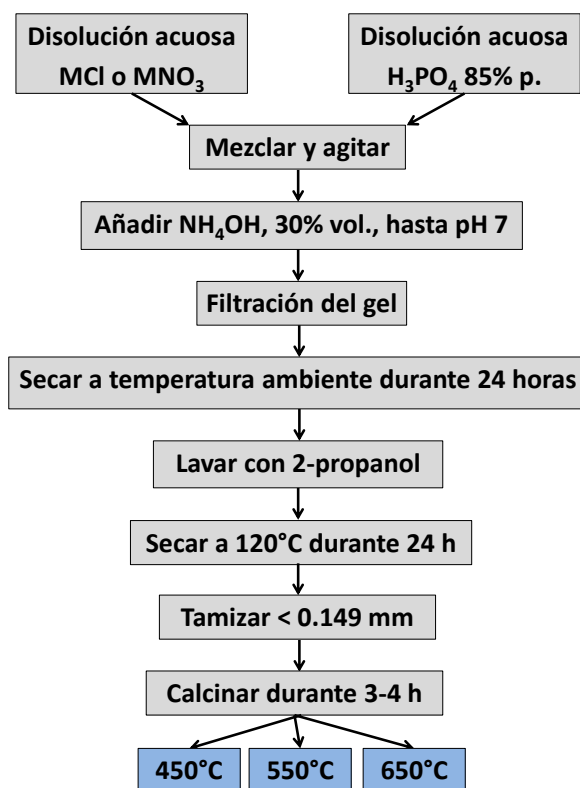 Disolución acuosa
MCl o MNO₃
Disolución acuosa
H₃PO₄ 85% p.
Mezclar y agitar
Añadir NH₄OH, 30% vol., hasta pH 7
Filtración del gel
Secar a temperatura ambiente durante 24 horas
Lavar con 2-propanol
Secar a 120°C durante 24 h
Tamizar < 0.149 mm
Calcinar durante 3-4 h
450°C
550°C
650°C